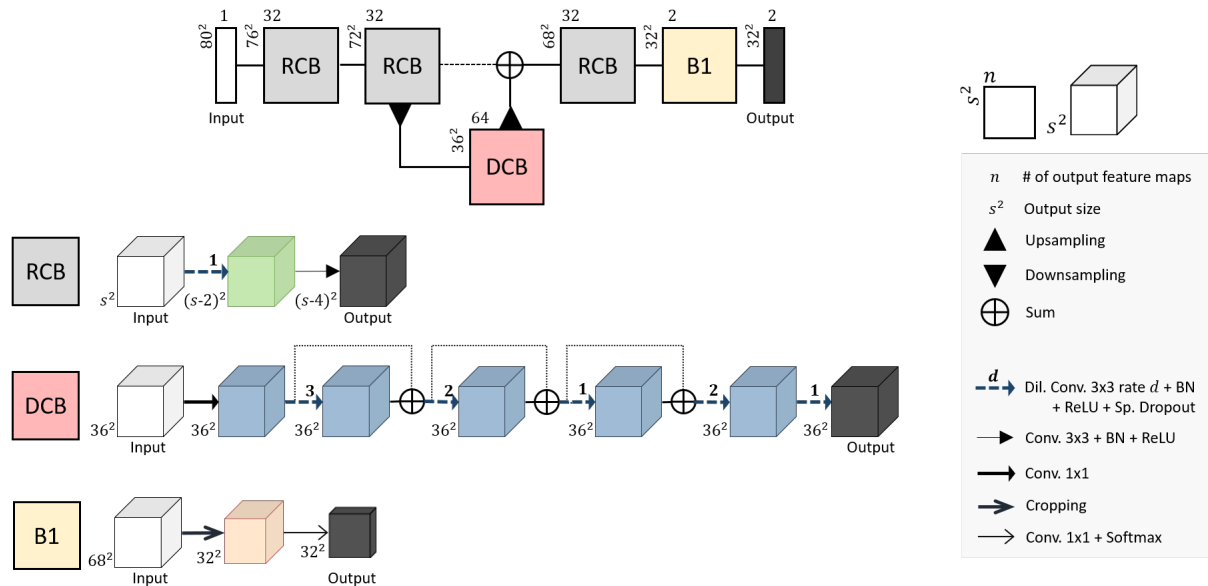 1 32 32 32 2 2
80² 76² 72² 68² 32² 32²
RCB RCB RCB B1
Input Output
64
36²
DCB
n
s² s²
n # of output feature maps
s² Output size
Upsampling
Downsampling
Sum
d Dil. Conv. 3x3 rate d + BN
+ ReLU + Sp. Dropout
Conv. 3x3 + BN + ReLU
Conv. 1x1
Cropping
Conv. 1x1 + Softmax
RCB
1
s² (s-2)² (s-4)²
Input Output
DCB
3 2 1 2 1
36² 36² 36² 36² 36² 36² 36²
Input Output
B1
68² 32² 32²
Input Output